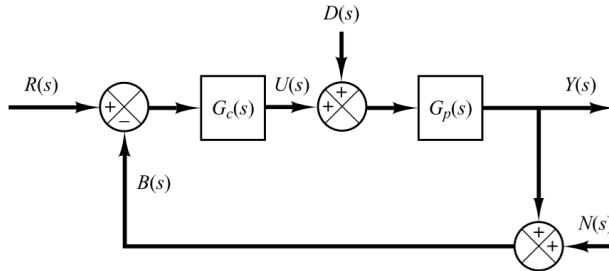 D(s)
R(s)
+
−
G_c(s)
U(s)
+
+
G_p(s)
Y(s)
B(s)
+
+
N(s)